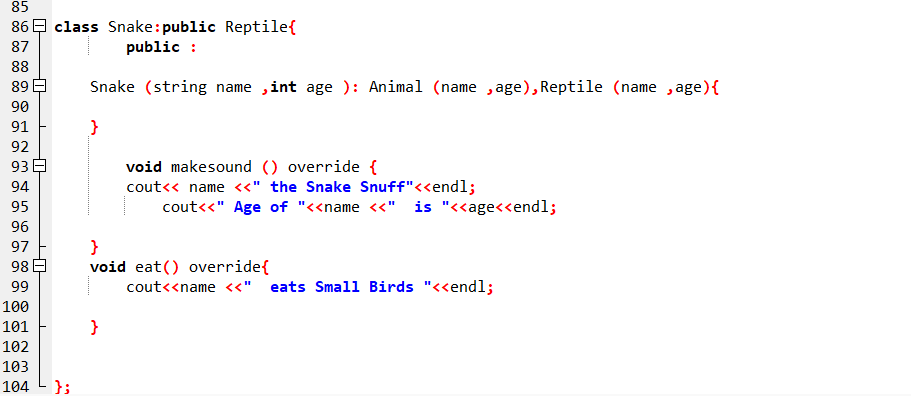 85
86 class Snake:public Reptile{
87 public :
88
89 Snake (string name ,int age ): Animal (name ,age),Reptile (name ,age){
90
91 }
92
93 void makesound () override {
94 cout<< name <<" the Snake Snuff"<<endl;
95 cout<<" Age of "<<name <<"  is "<<age<<endl;
96
97 }
98 void eat() override{
99 cout<<name <<"  eats Small Birds "<<endl;
100
101 }
102
103
104 };